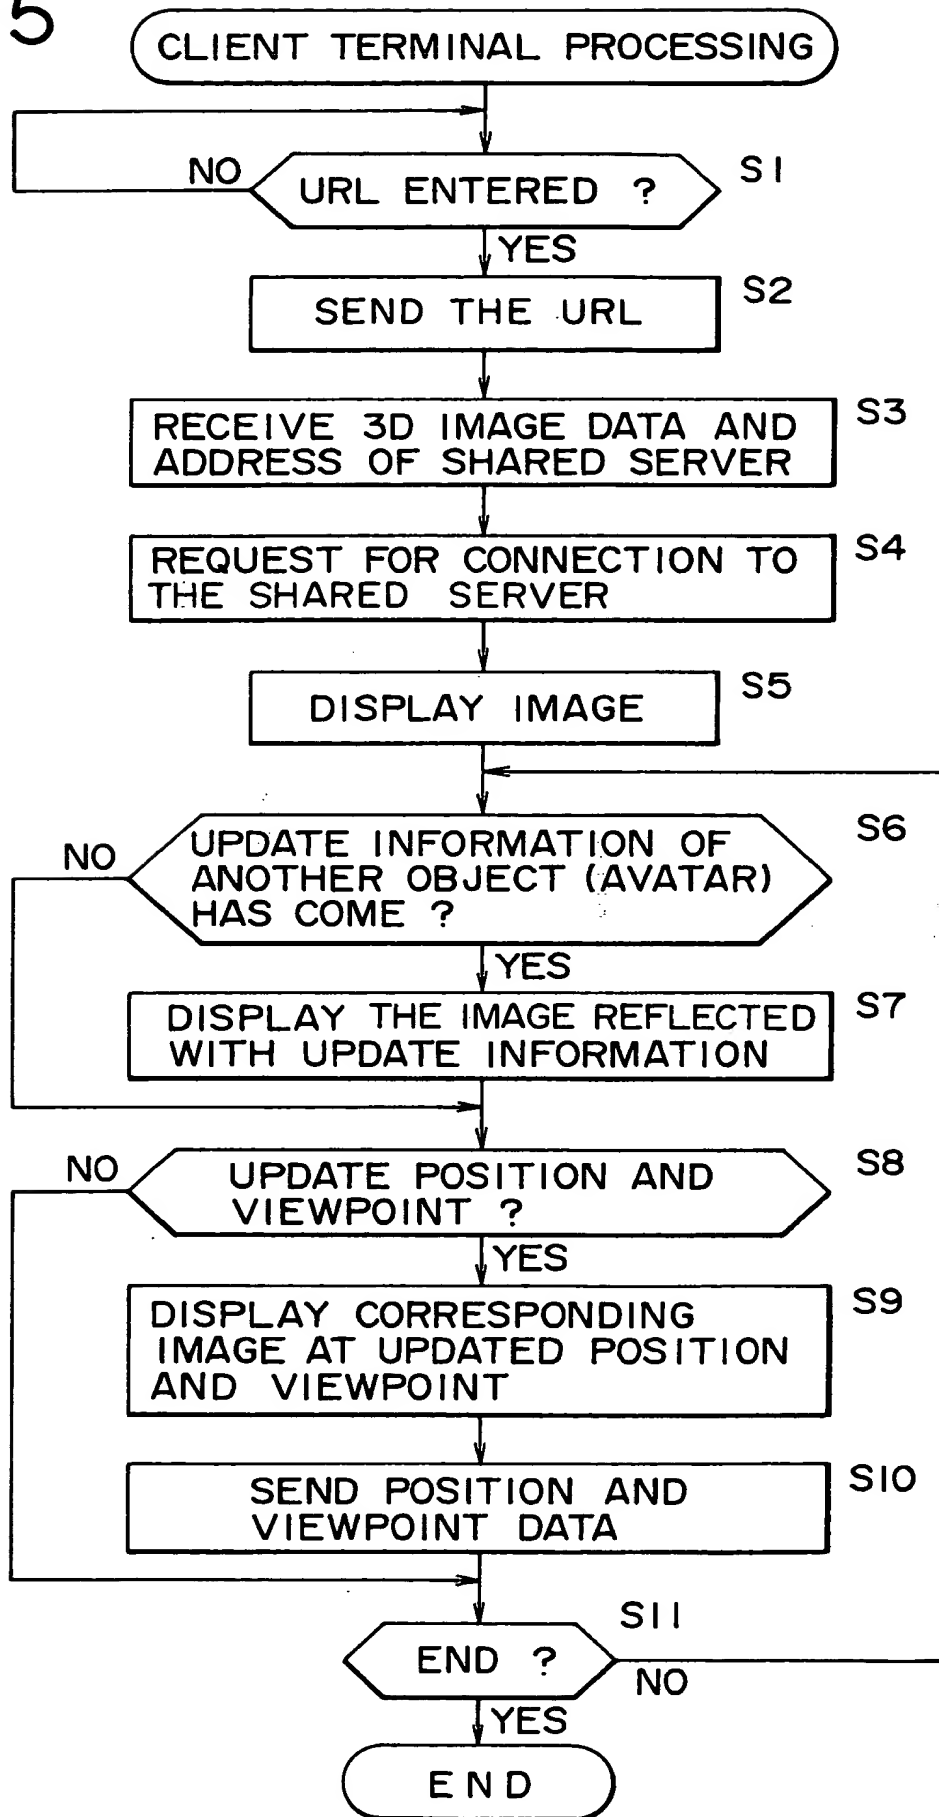 5
CLIENT TERMINAL PROCESSING
NO
URL ENTERED ?
S1
YES
SEND THE URL
S2
RECEIVE 3D IMAGE DATA AND
ADDRESS OF SHARED SERVER
S3
REQUEST FOR CONNECTION TO
THE SHARED SERVER
S4
DISPLAY IMAGE
S5
NO
UPDATE INFORMATION OF
ANOTHER OBJECT (AVATAR)
HAS COME ?
S6
YES
DISPLAY THE IMAGE REFLECTED
WITH UPDATE INFORMATION
S7
NO
UPDATE POSITION AND
VIEWPOINT ?
S8
YES
DISPLAY CORRESPONDING
IMAGE AT UPDATED POSITION
AND VIEWPOINT
S9
SEND POSITION AND
VIEWPOINT DATA
S10
S11
END ?
NO
YES
END